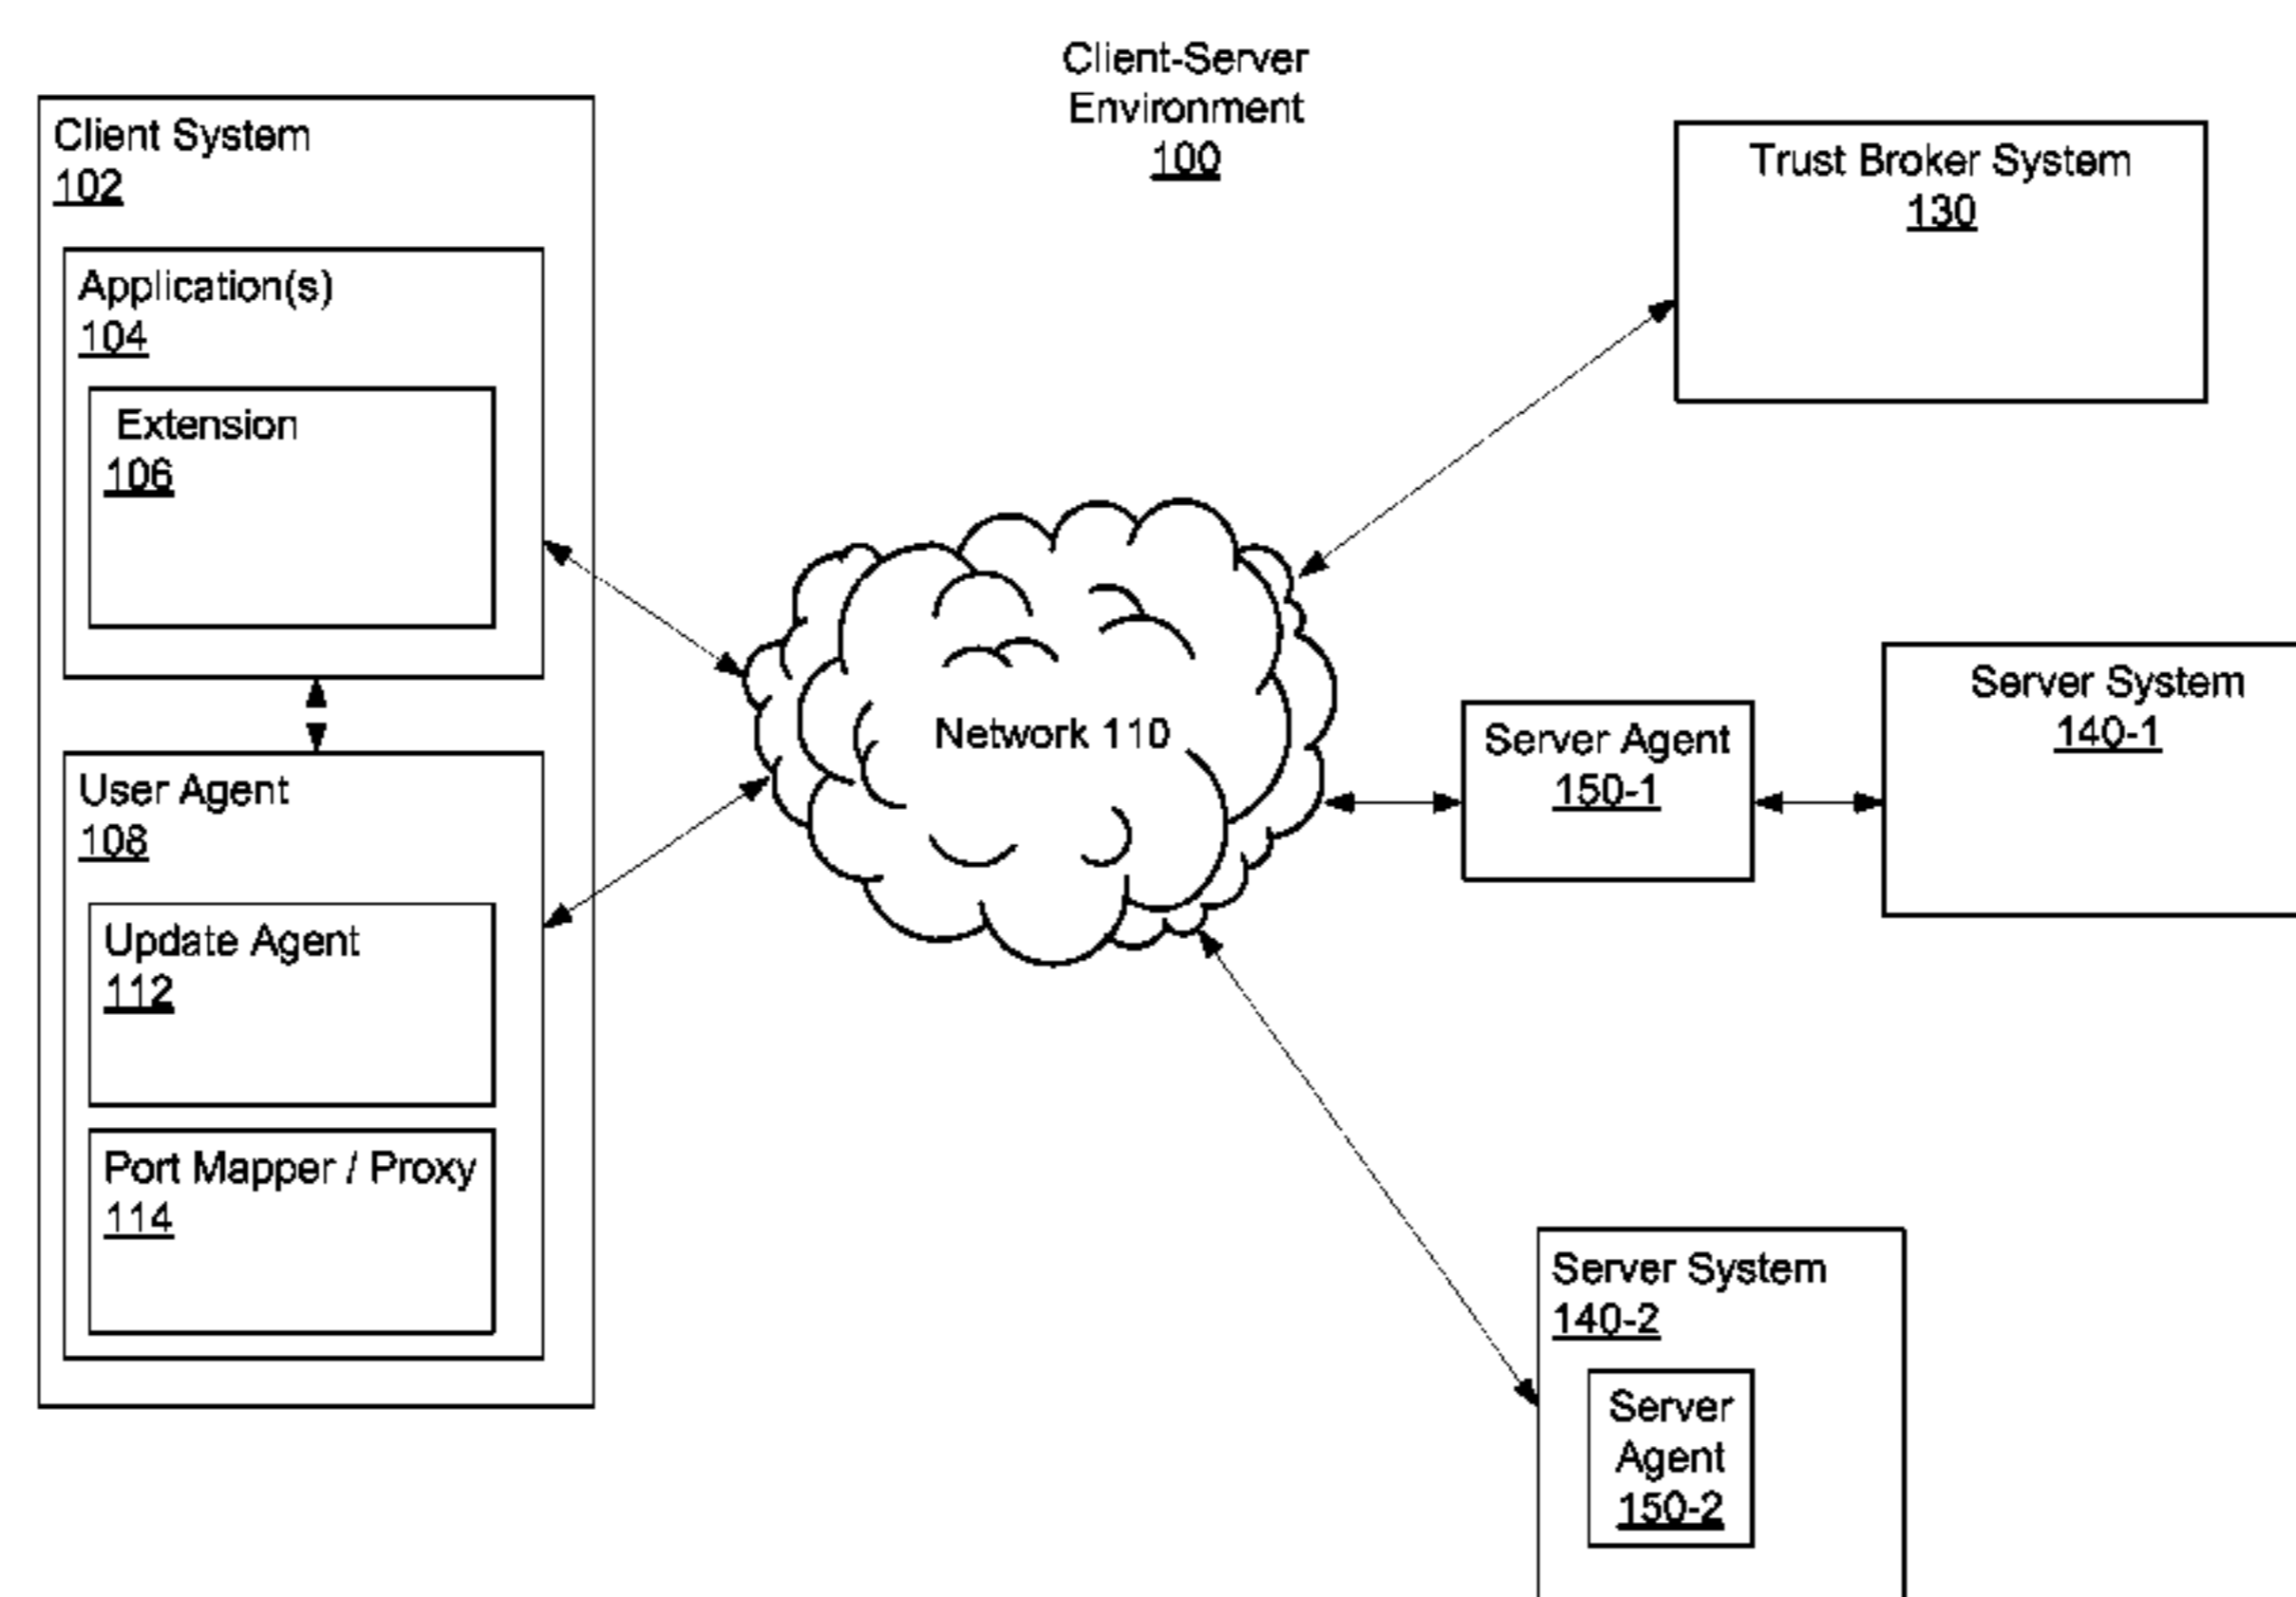 Client-Server
Environment
100
Client System
102
Application(s)
104
Extension
106
User Agent
108
Update Agent
112
Port Mapper / Proxy
114
Network 110
Trust Broker System
130
Server Agent
150-1
Server System
140-1
Server System
140-2
Server
Agent
150-2